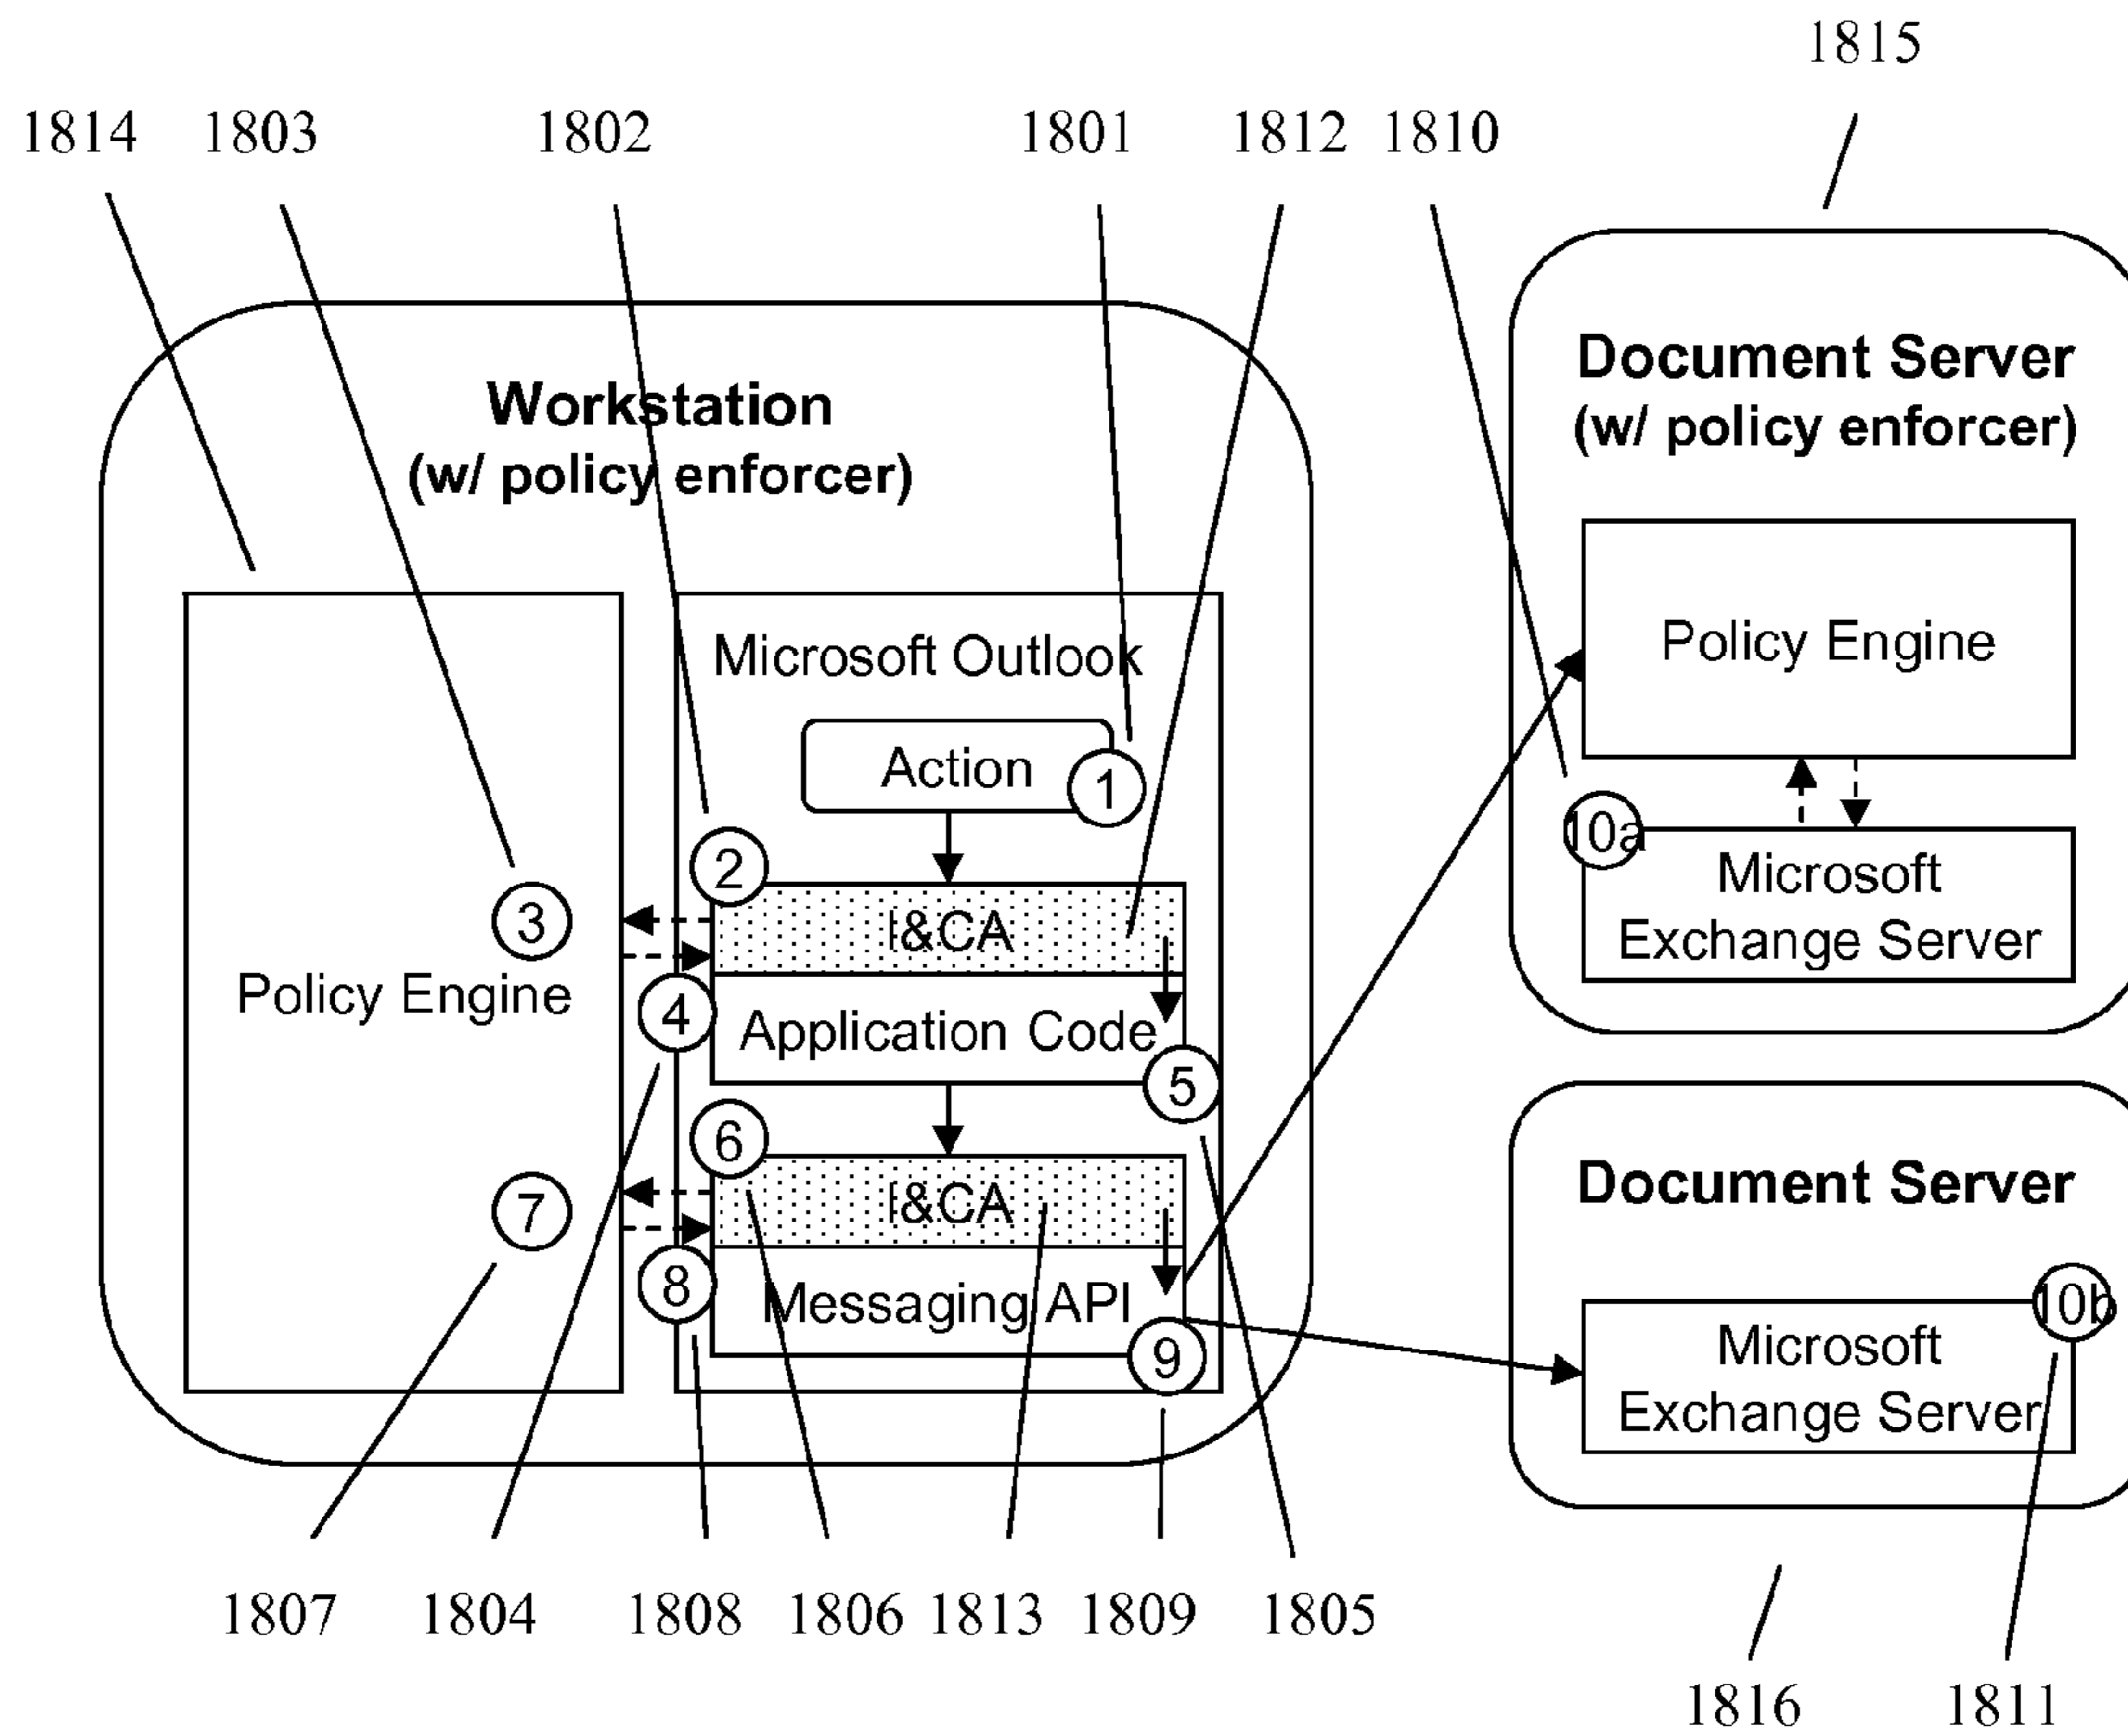 1815
1814
1803
1802
1801
1812
1810
Workstation
(w/ policy enforcer)
Policy Engine
3
7
Microsoft Outlook
Action
1
2
I&CA
4
Application Code
5
6
I&CA
8
Messaging API
9
Document Server
(w/ policy enforcer)
Policy Engine
10a
Microsoft
Exchange Server
Document Server
10b
Microsoft
Exchange Server
1807
1804
1808
1806
1813
1809
1805
1816
1811